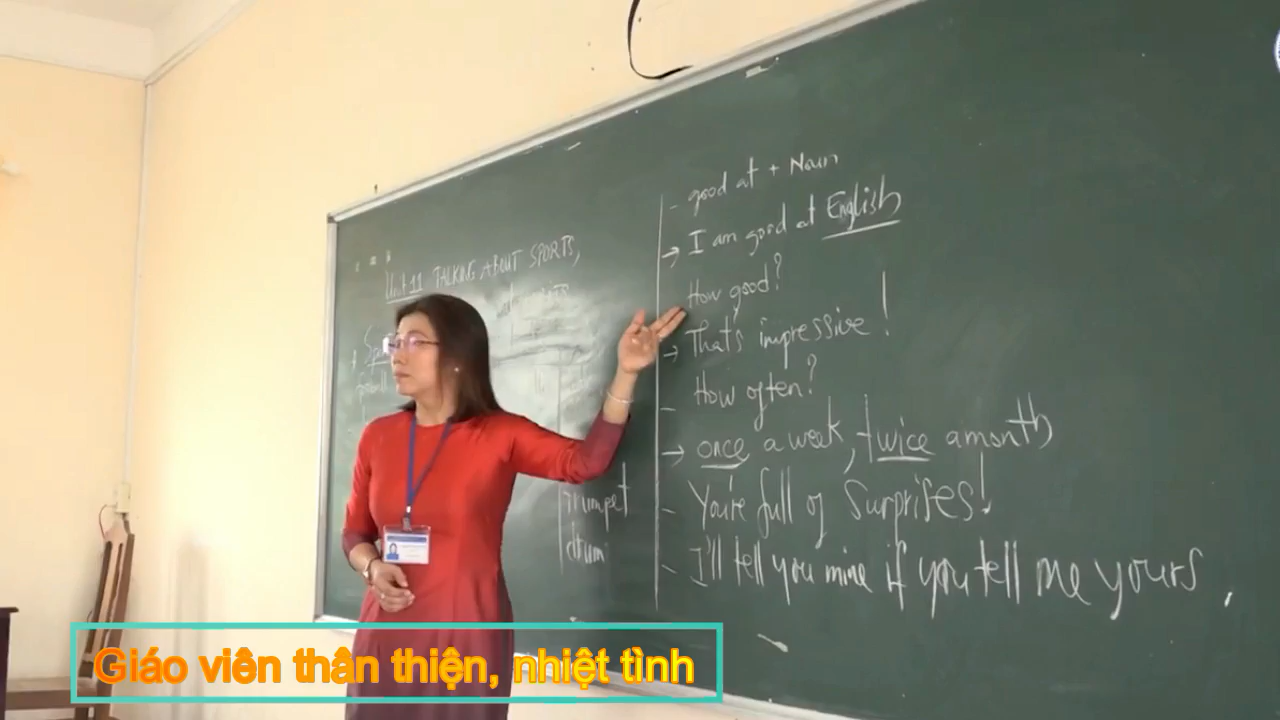 Unit 11 TALKING ABOUT SPORTS,
trumpet
drum
- good at + Noun
→ I am good at English
How good?
→ That's impressive!
- How often?
→ once a week, twice a month
- You're full of surprises!
- I'll tell you mine if you tell me yours.
Giáo viên thân thiện, nhiệt tình